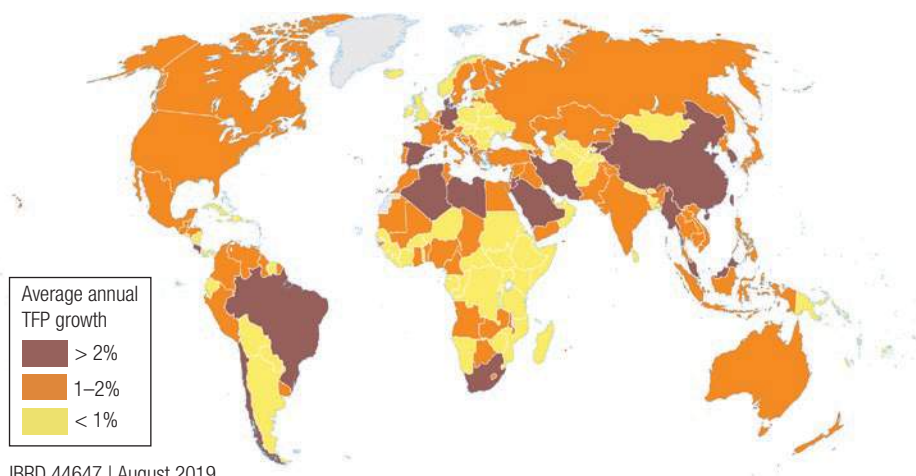 Average annual
TFP growth
> 2%
1–2%
< 1%
IBRD 44647 | August 2019